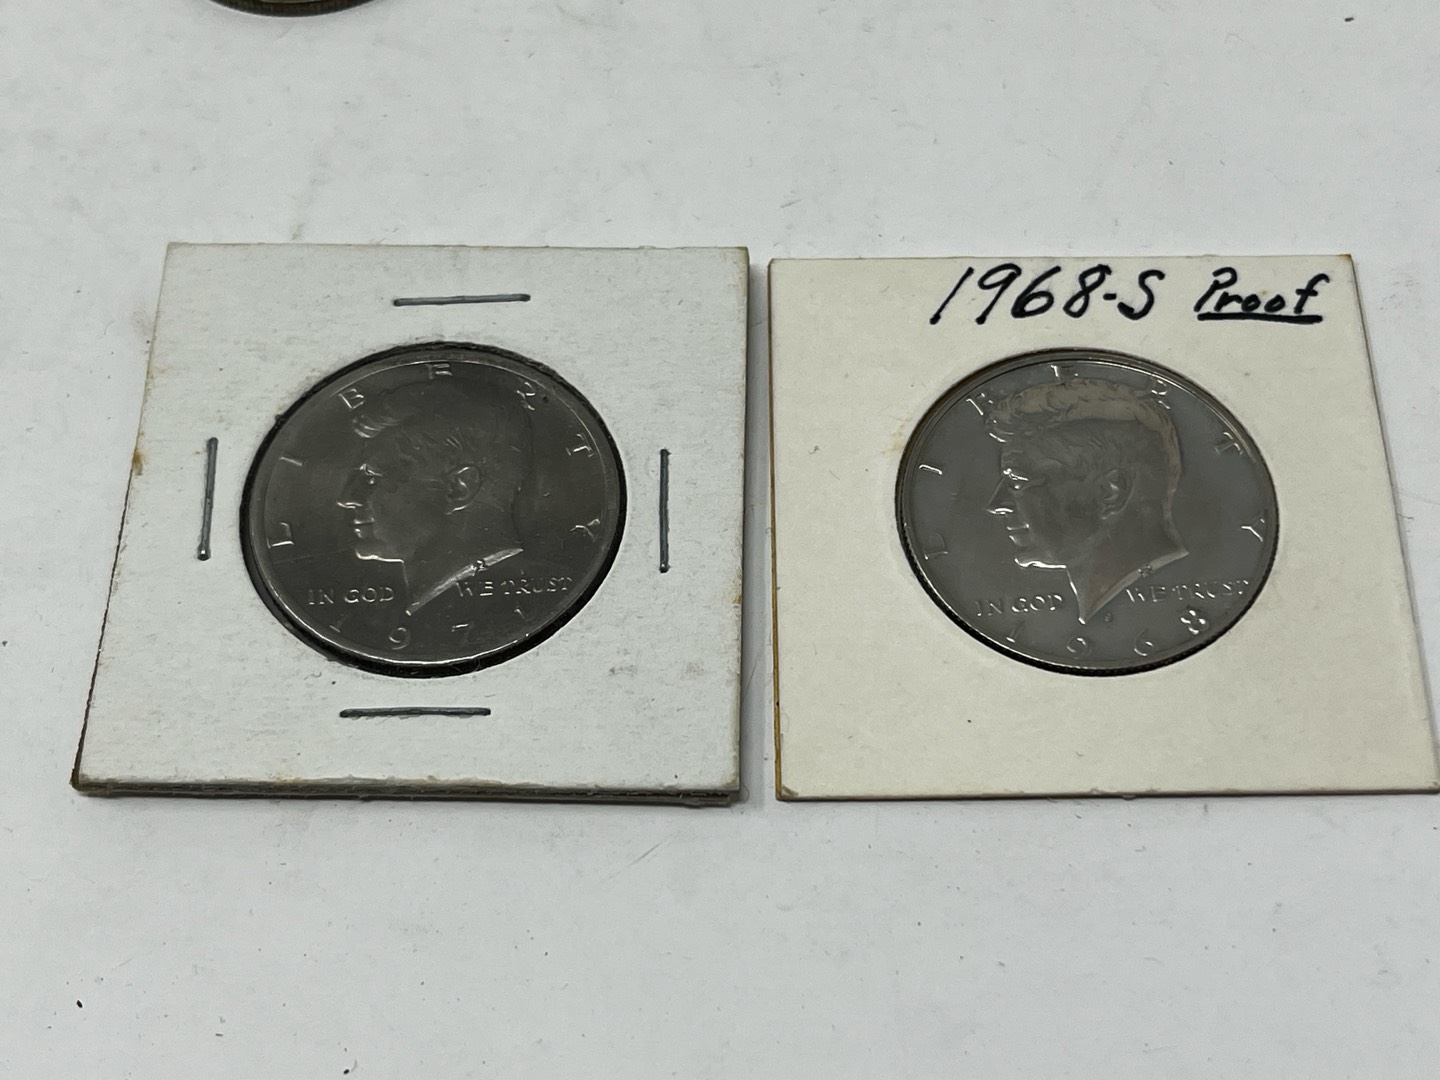 LIBERTY
IN GOD WE TRUST
1971
1968-S Proof
LIBERTY
IN GOD WE TRUST
1968